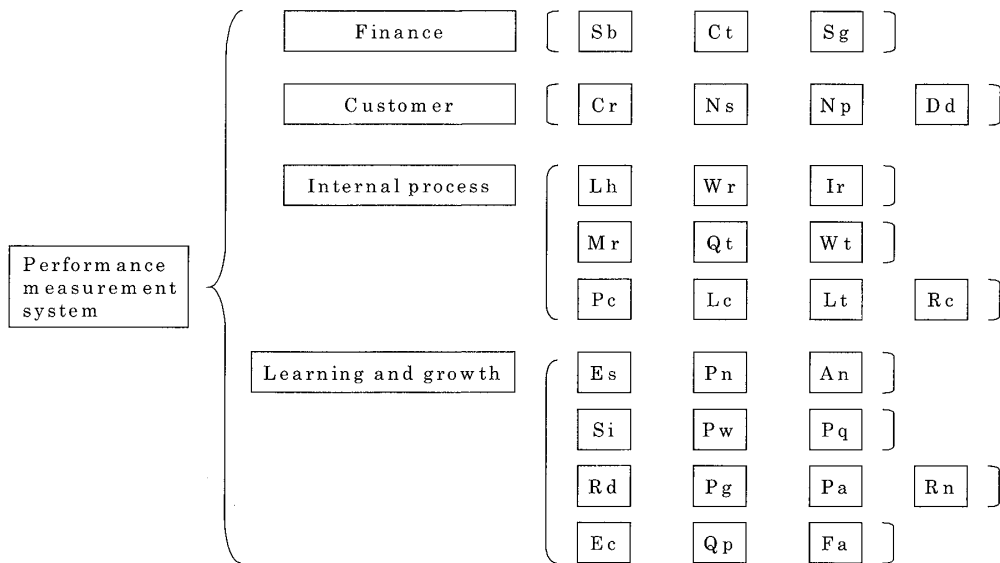 Finance
Sb Ct Sg
Customer
Cr Ns Np Dd
Internal process
Lh Wr Ir
Mr Qt Wt
Performance
measurement
system
Pc Lc Lt Rc
Learning and growth
Es Pn An
Si Pw Pq
Rd Pg Pa Rn
Ec Qp Fa